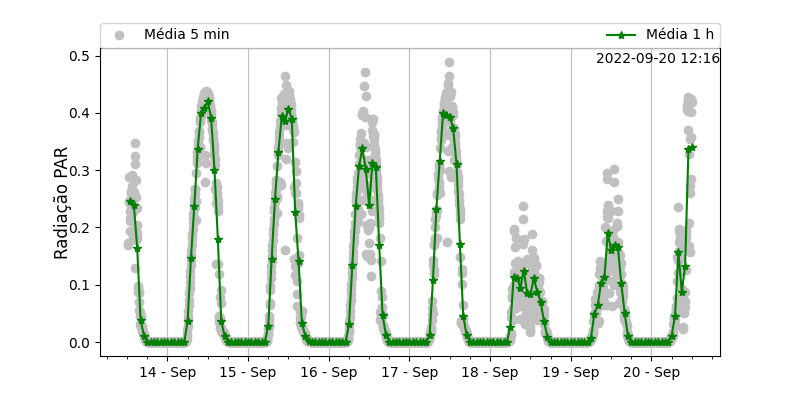 Média 5 min
Média 1 h
2022-09-20 12:16
Radiação PAR
0.5
0.4
0.3
0.2
0.1
0.0
14 - Sep
15 - Sep
16 - Sep
17 - Sep
18 - Sep
19 - Sep
20 - Sep